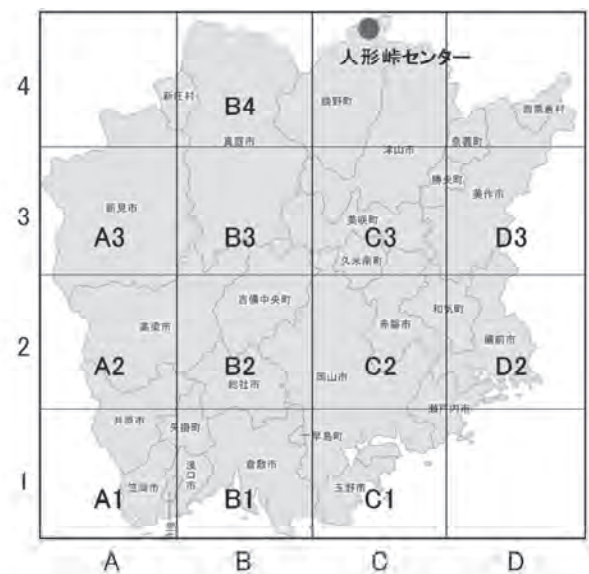 人形峠センター
4
新庄村
鏡野町
西粟倉村
B4
真庭市
津山市
奈義町
勝央町
美作市
3
新見市
美咲町
A3
B3
C3
D3
久米南町
吉備中央町
和気町
2
高梁市
赤磐市
備前市
A2
B2
C2
D2
総社市
岡山市
瀬戸内市
井原市
矢掛町
早島町
浅口市
倉敷市
1
笠岡市
玉野市
A1
B1
C1
A
B
C
D